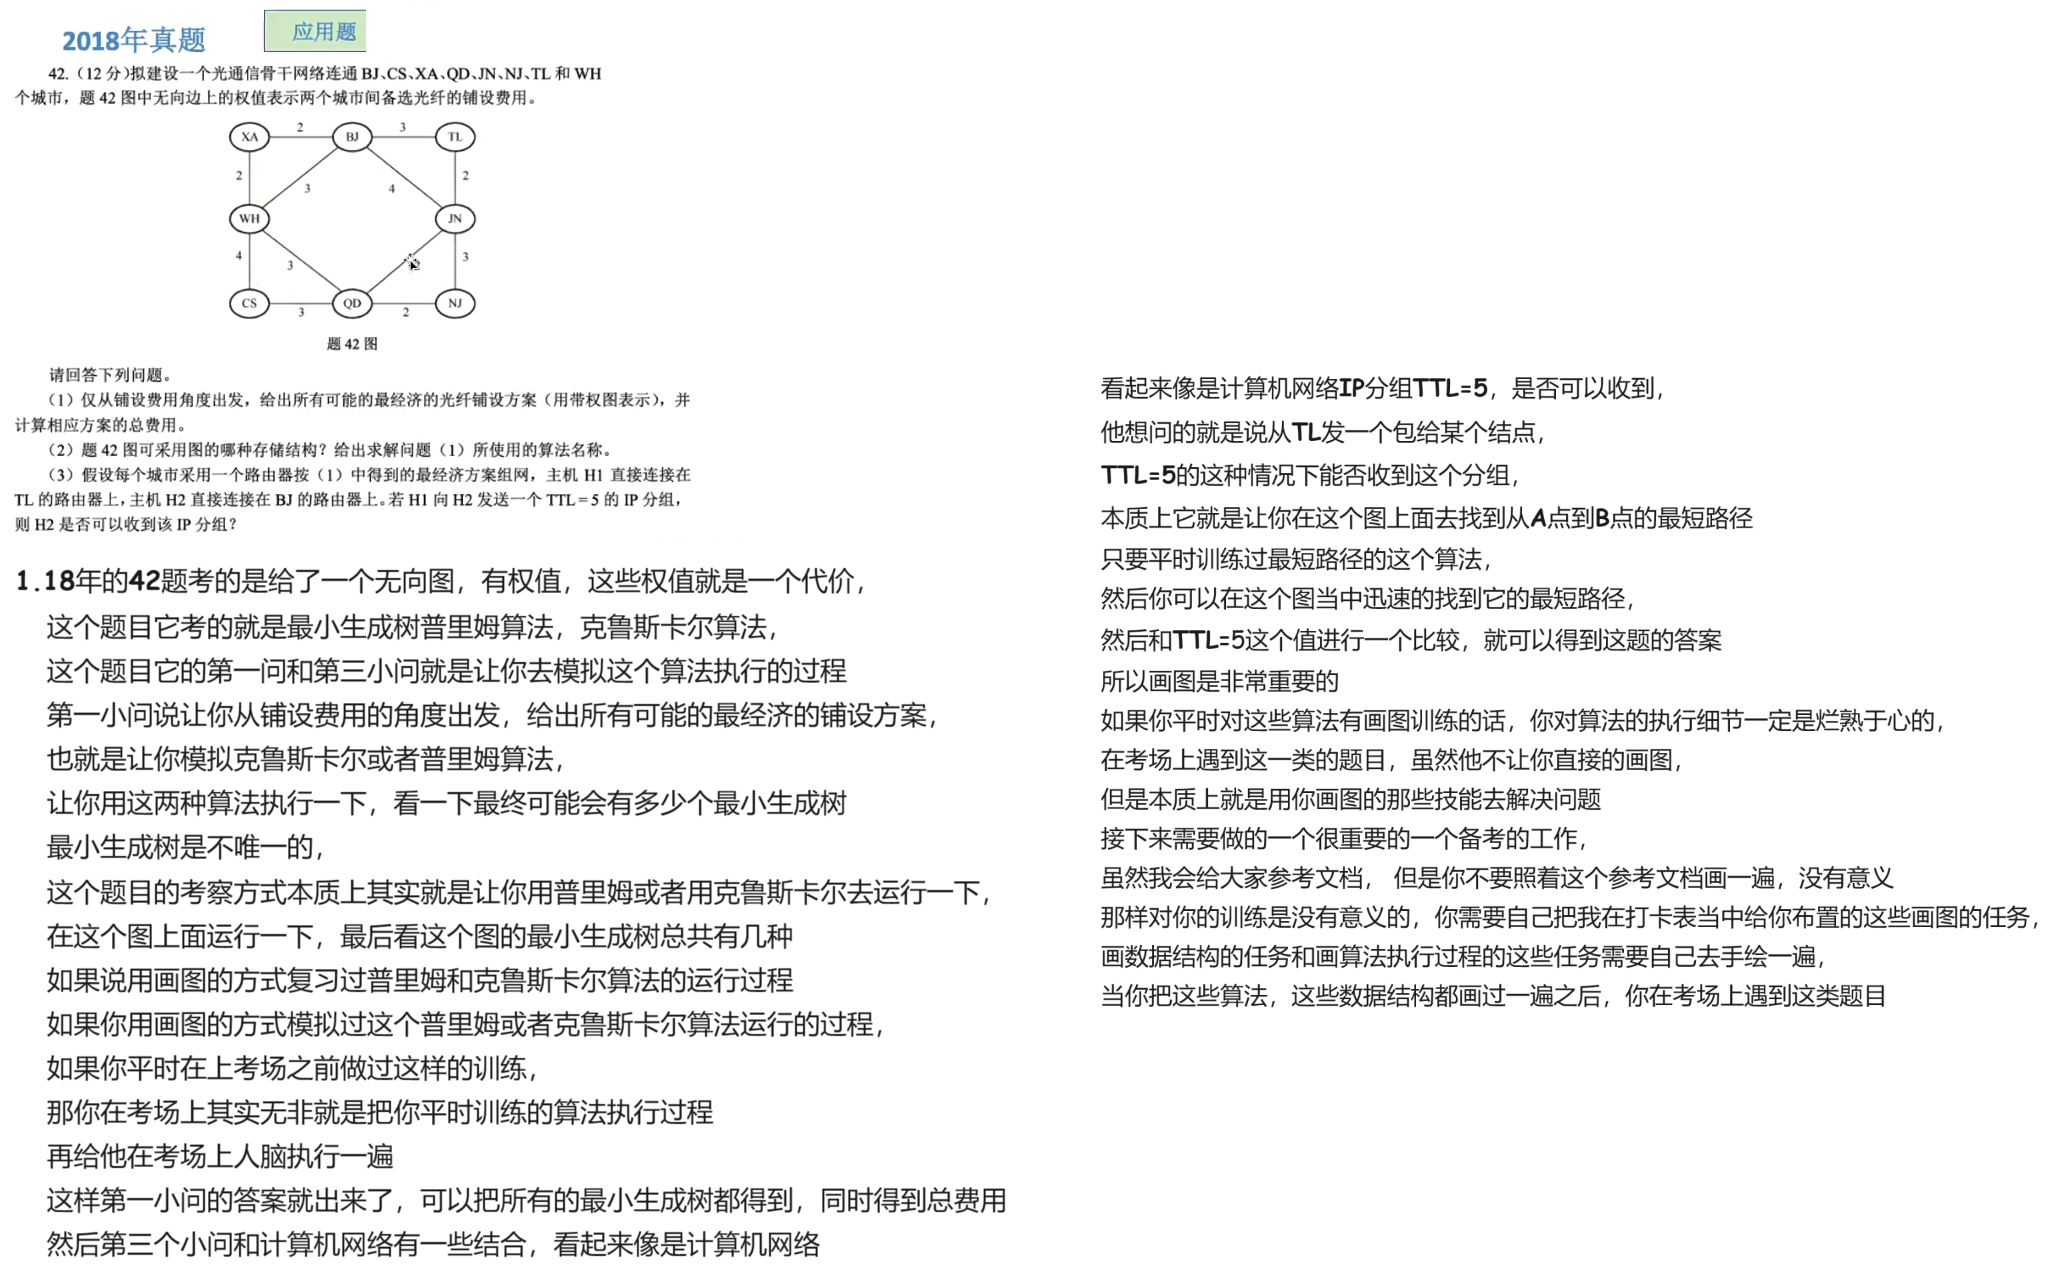 2018年真题
应用题
42.（12 分）拟建设一个光通信骨干网络连通 BJ、CS、XA、QD、JN、NJ、TL 和 WH
个城市，题 42 图中无向边上的权值表示两个城市间备选光纤的铺设费用。
XA 2 BJ 3 TL
2 3 4 2
WH JN
4 3 3
CS 3 QD 2 NJ
题 42 图
请回答下列问题。
（1）仅从铺设费用角度出发，给出所有可能的最经济的光纤铺设方案（用带权图表示），并
计算相应方案的总费用。
（2）题 42 图可采用图的哪种存储结构？给出求解问题（1）所使用的算法名称。
（3）假设每个城市采用一个路由器按（1）中得到的最经济方案组网，主机 H1 直接连接在
TL 的路由器上，主机 H2 直接连接在 BJ 的路由器上。若 H1 向 H2 发送一个 TTL=5 的 IP 分组，
则 H2 是否可以收到该 IP 分组？
1.18年的42题考的是给了一个无向图，有权值，这些权值就是一个代价，
这个题目它考的就是最小生成树普里姆算法，克鲁斯卡尔算法，
这个题目它的第一问和第三小问就是让你去模拟这个算法执行的过程
第一小问说让你从铺设费用的角度出发，给出所有可能的最经济的铺设方案，
也就是让你模拟克鲁斯卡尔或者普里姆算法，
让你用这两种算法执行一下，看一下最终可能会有多少个最小生成树
最小生成树是不唯一的，
这个题目的考察方式本质上其实就是让你用普里姆或者用克鲁斯卡尔去运行一下，
在这个图上面运行一下，最后看这个图的最小生成树总共有几种
如果说用画图的方式复习过普里姆和克鲁斯卡尔算法的运行过程
如果你用画图的方式模拟过这个普里姆或者克鲁斯卡尔算法运行的过程，
如果你平时在上考场之前做过这样的训练，
那你在考场上其实无非就是把你平时训练的算法执行过程
再给他在考场上人脑执行一遍
这样第一小问的答案就出来了，可以把所有的最小生成树都得到，同时得到总费用
然后第三个小问和计算机网络有一些结合，看起来像是计算机网络
看起来像是计算机网络IP分组TTL=5，是否可以收到，
他想问的就是说从TL发一个包给某个结点，
TTL=5的这种情况下能否收到这个分组，
本质上它就是让你在这个图上面去找到从A点到B点的最短路径
只要平时训练过最短路径的这个算法，
然后你可以在这个图当中迅速的找到它的最短路径，
然后和TTL=5这个值进行一个比较，就可以得到这题的答案
所以画图是非常重要的
如果你平时对这些算法有画图训练的话，你对算法的执行细节一定是烂熟于心的，
在考场上遇到这一类的题目，虽然他不让你直接的画图，
但是本质上就是用你画图的那些技能去解决问题
接下来需要做的一个很重要的一个备考的工作，
虽然我会给大家参考文档， 但是你不要照着这个参考文档画一遍，没有意义
那样对你的训练是没有意义的，你需要自己把我在打卡表当中给你布置的这些画图的任务，
画数据结构的任务和画算法执行过程的这些任务需要自己去手绘一遍，
当你把这些算法，这些数据结构都画过一遍之后，你在考场上遇到这类题目